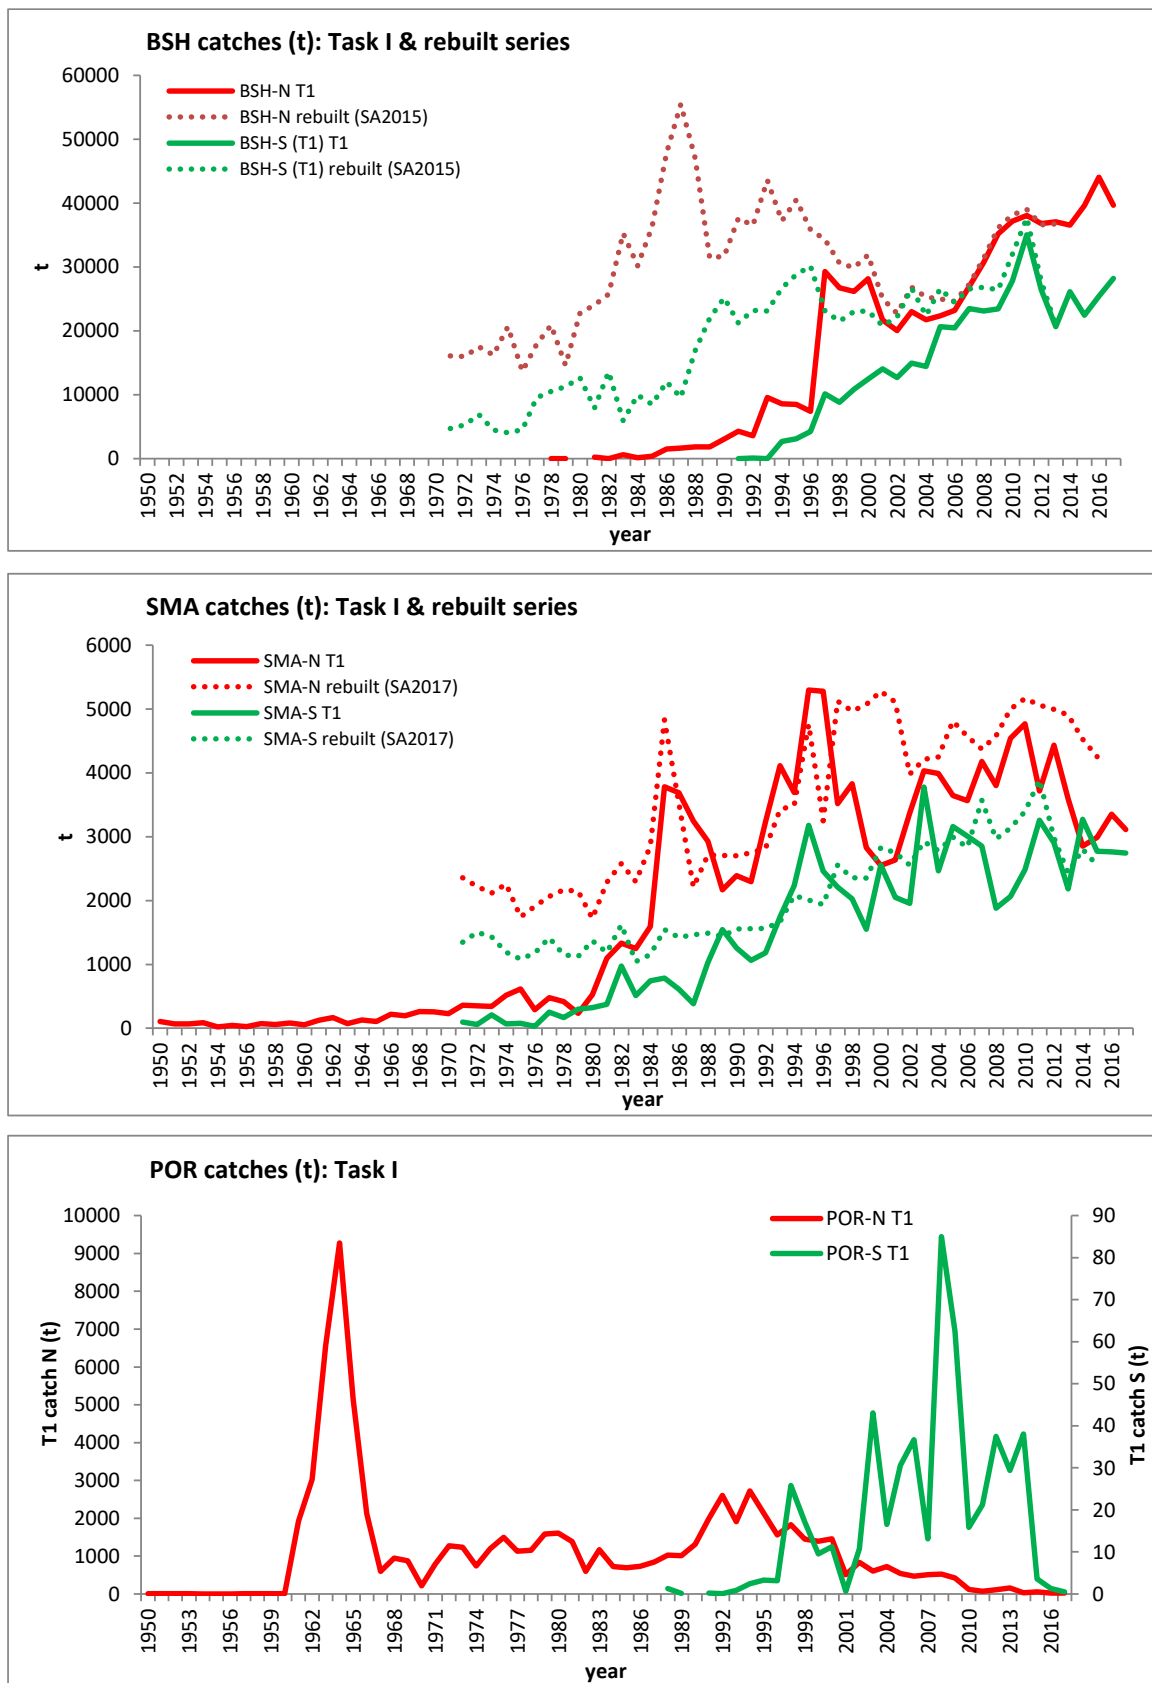 BSH catches (t): Task I & rebuilt series
60000
50000
40000
30000
20000
10000
0
t
BSH-N T1
BSH-N rebuilt (SA2015)
BSH-S (T1) T1
BSH-S (T1) rebuilt (SA2015)
1950 1952 1954 1956 1958 1960 1962 1964 1966 1968 1970 1972 1974 1976 1978 1980 1982 1984 1986 1988 1990 1992 1994 1996 1998 2000 2002 2004 2006 2008 2010 2012 2014 2016
year
SMA catches (t): Task I & rebuilt series
6000
5000
4000
3000
2000
1000
0
t
SMA-N T1
SMA-N rebuilt (SA2017)
SMA-S T1
SMA-S rebuilt (SA2017)
1950 1952 1954 1956 1958 1960 1962 1964 1966 1968 1970 1972 1974 1976 1978 1980 1982 1984 1986 1988 1990 1992 1994 1996 1998 2000 2002 2004 2006 2008 2010 2012 2014 2016
year
POR catches (t): Task I
10000
9000
8000
7000
6000
5000
4000
3000
2000
1000
0
T1 catch N (t)
POR-N T1
POR-S T1
90
80
70
60
50
40
30
20
10
0
T1 catch S (t)
1950 1953 1956 1959 1962 1965 1968 1971 1974 1977 1980 1983 1986 1989 1992 1995 1998 2001 2004 2007 2010 2013 2016
year